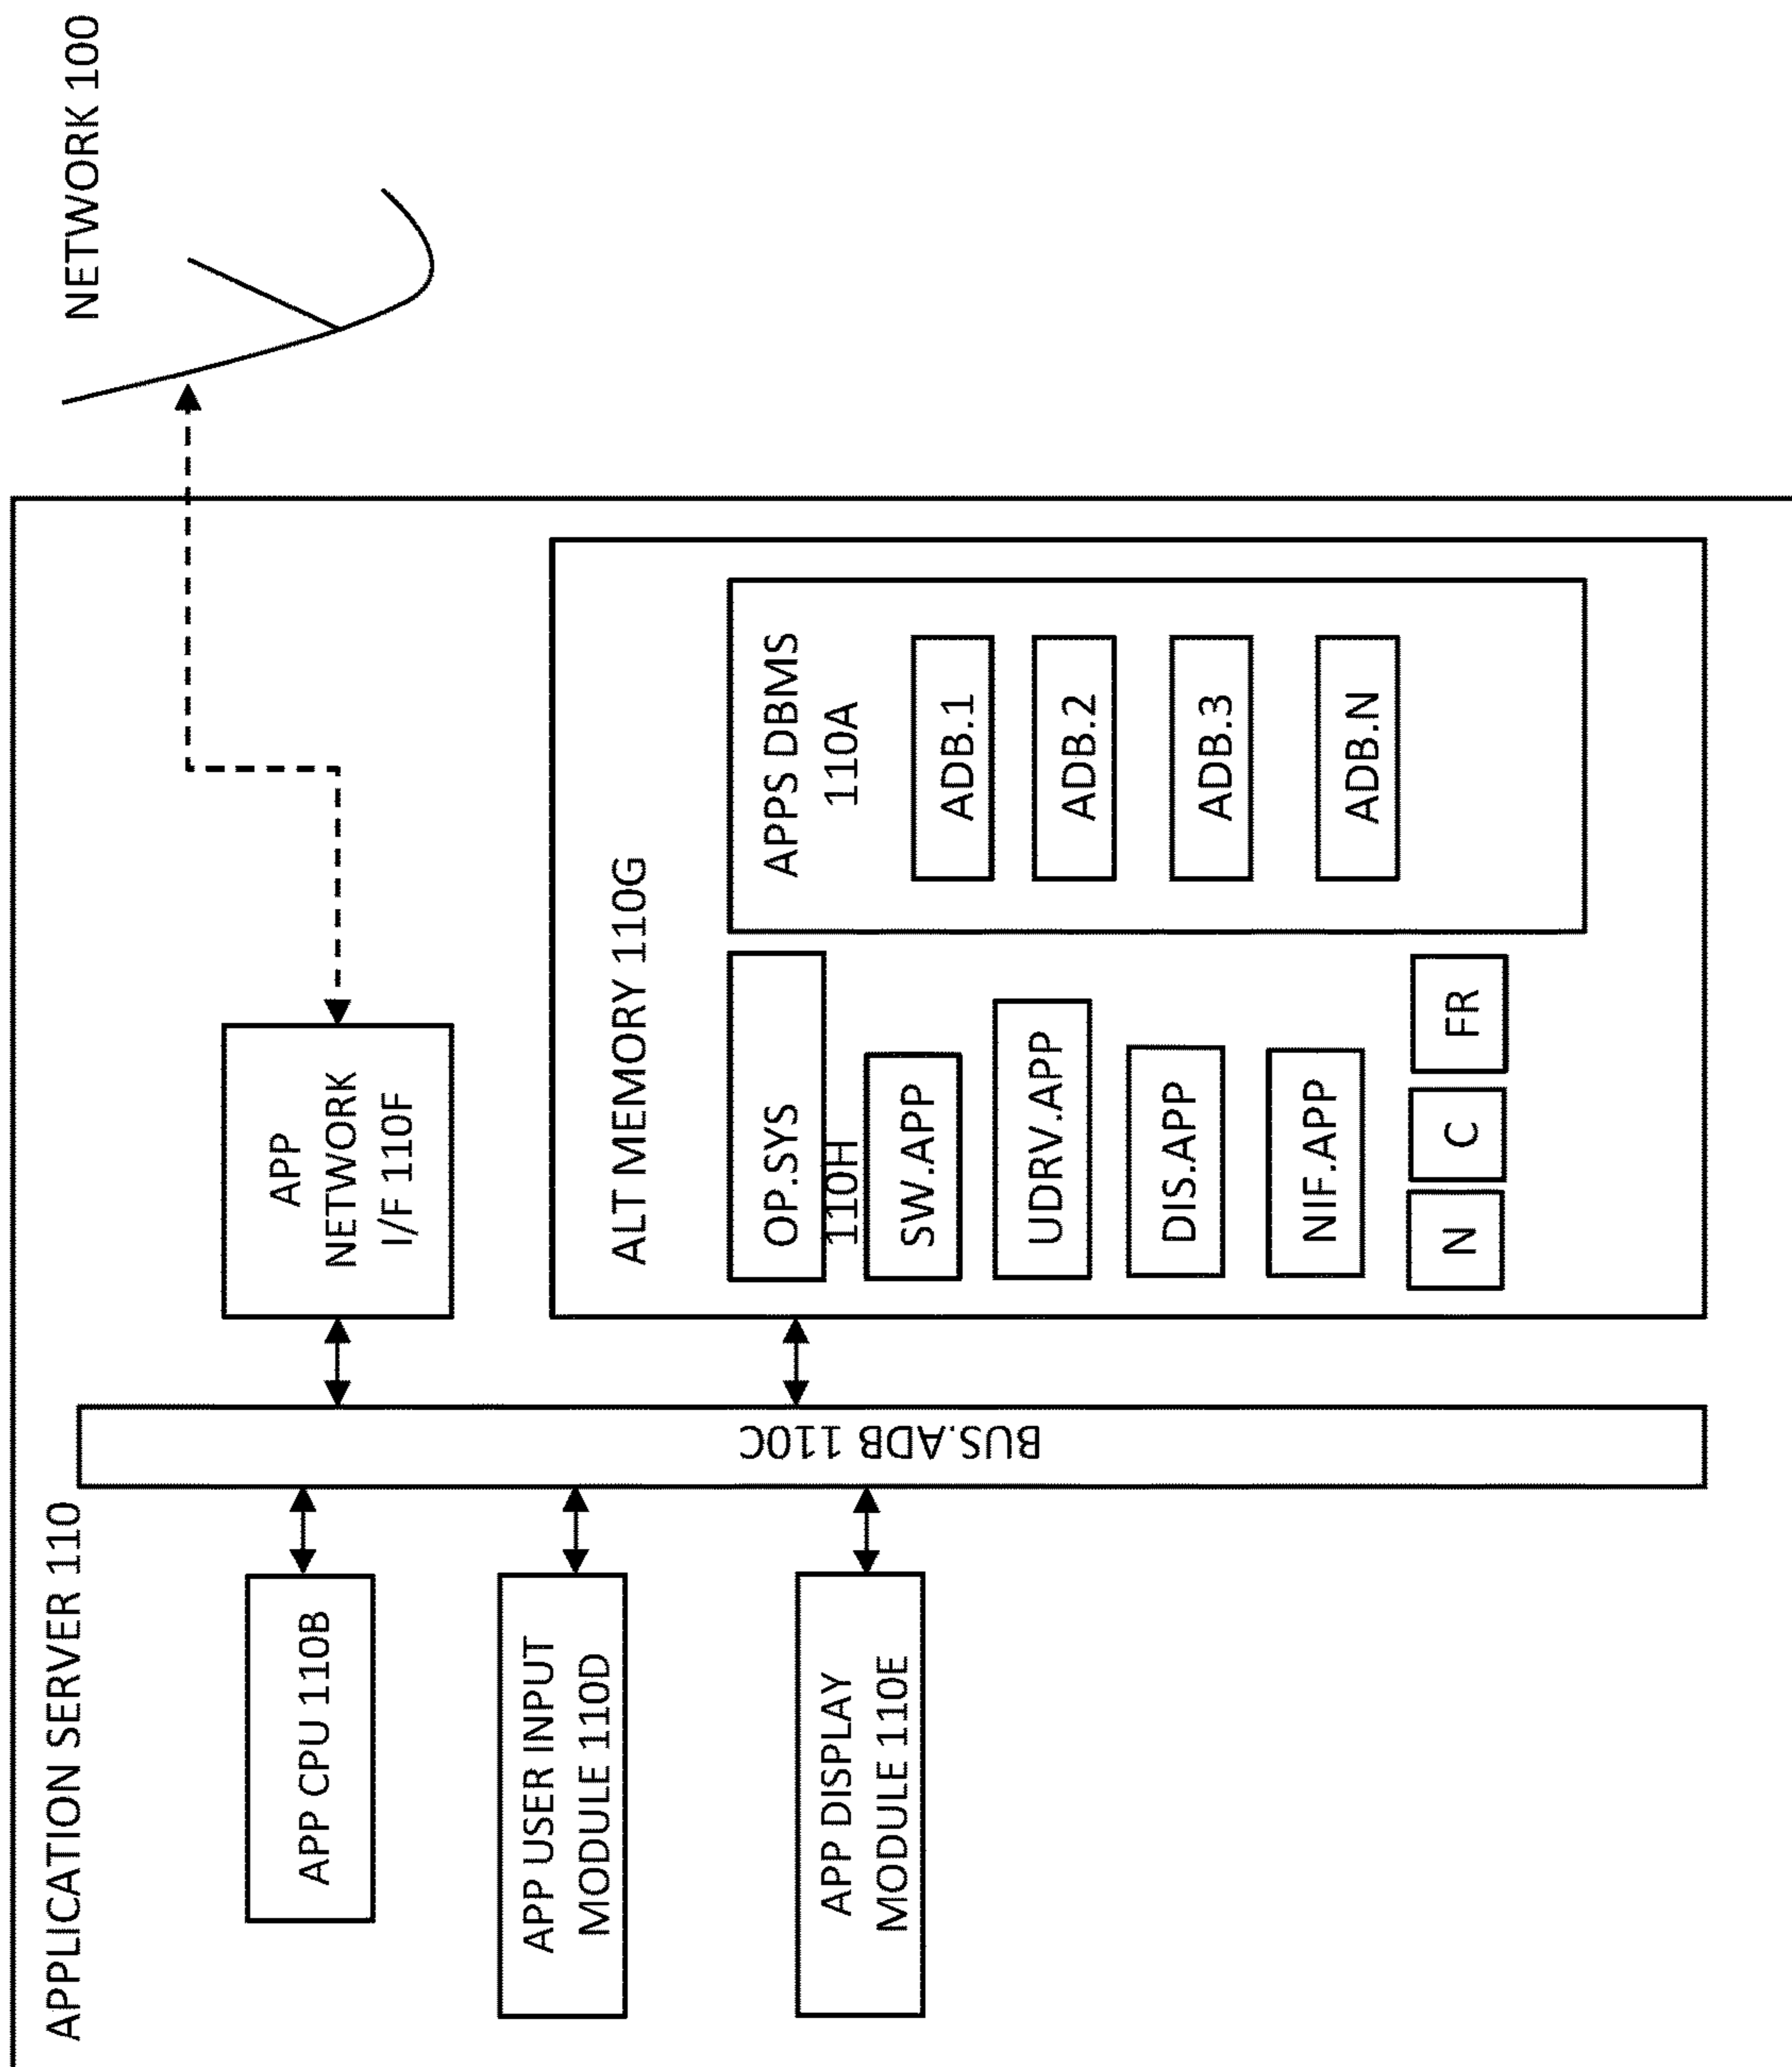 APPLICATION SERVER 110
NETWORK 100
APP CPU 110B
APP USER INPUT
MODULE 110D
APP DISPLAY
MODULE 110E
BUS.ADB 110C
APP
NETWORK
I/F 110F
ALT MEMORY 110G
OP.SYS
110H
SW.APP
UDRV.APP
DIS.APP
NIF.APP
N
C
FR
APPS DBMS
110A
ADB.1
ADB.2
ADB.3
ADB.N